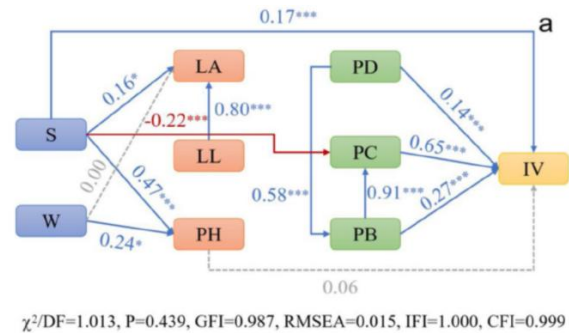 0.17***
a
LA
PD
0.16*
0.14***
S
-0.22***
0.80***
0.65***
PC
IV
LL
0.00
0.47***
0.58***
0.91***
0.27***
W
0.24*
PH
PB
0.06
χ²/DF=1.013, P=0.439, GFI=0.987, RMSEA=0.015, IFI=1.000, CFI=0.999